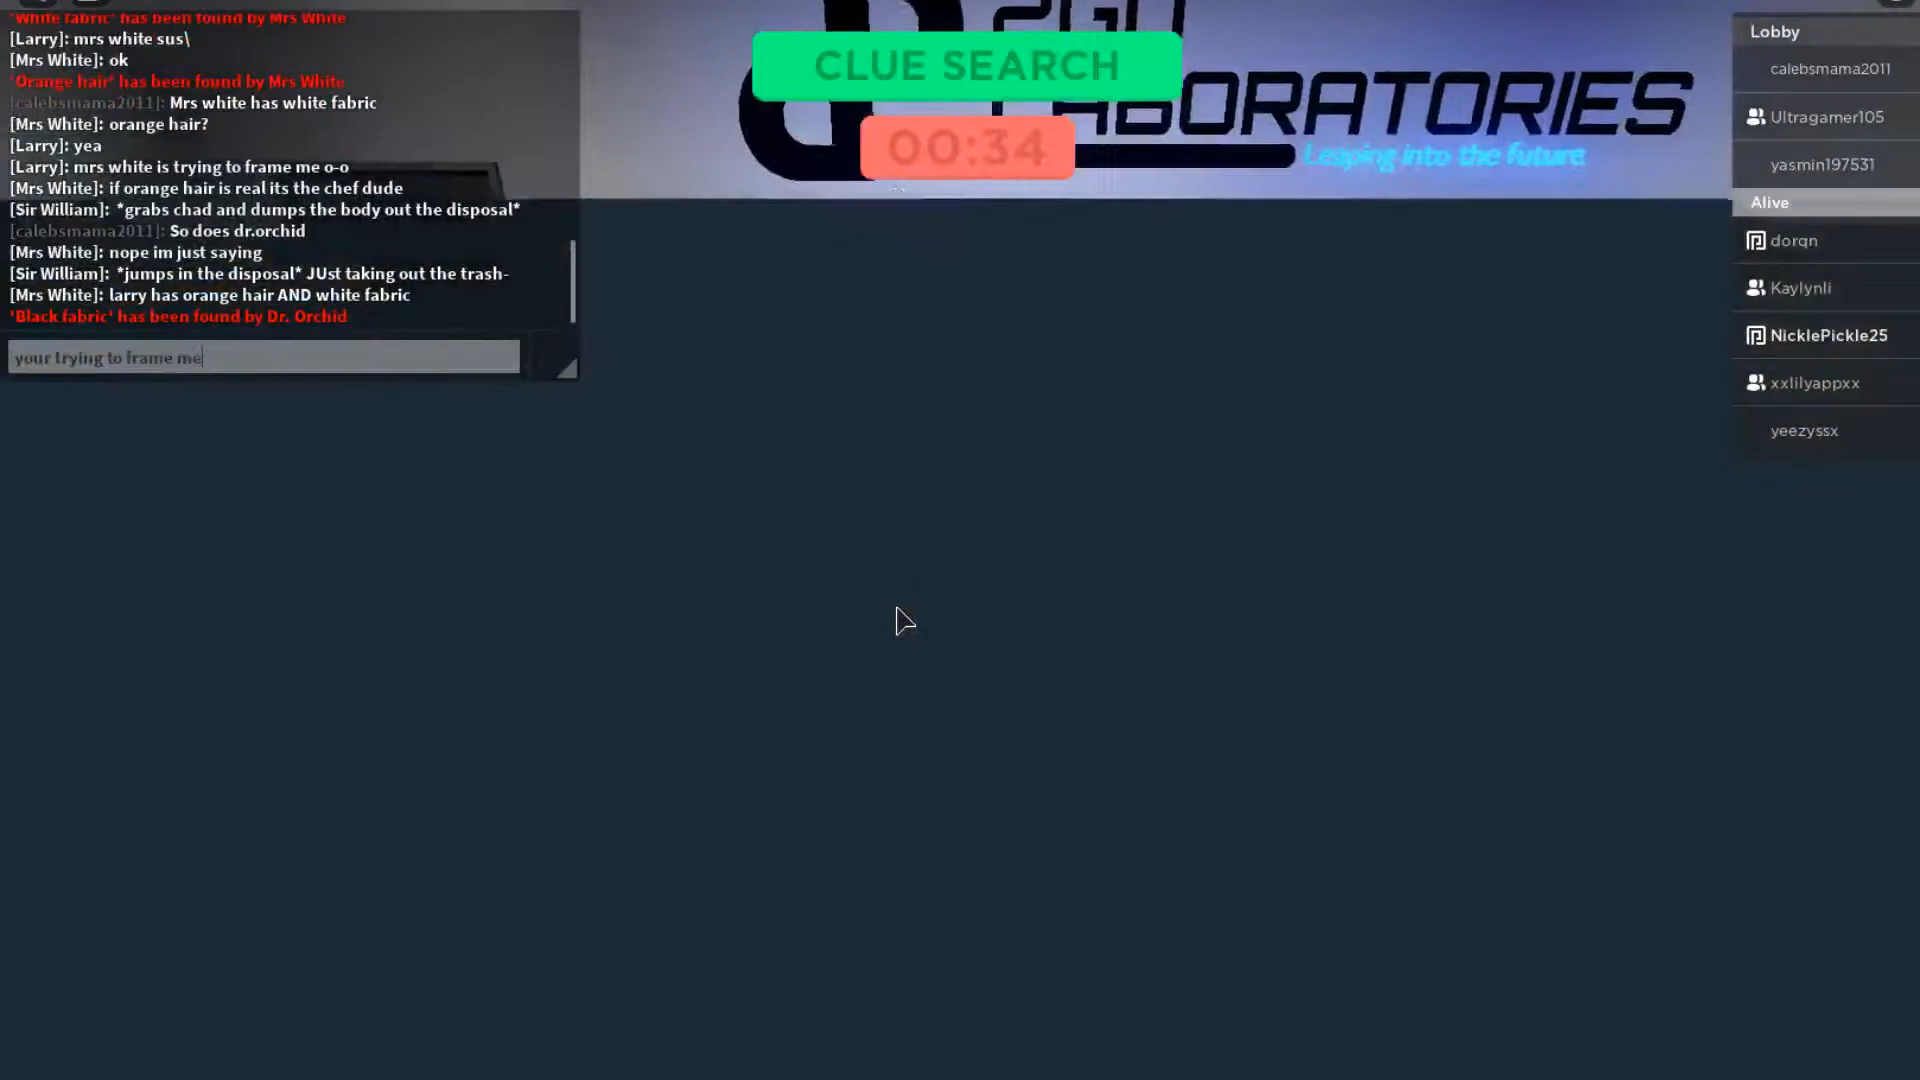 'White fabric' has been found by Mrs White
[Larry]: mrs white sus\
[Mrs White]: ok
'Orange hair' has been found by Mrs White
[calebsmama2011]: Mrs white has white fabric
[Mrs White]: orange hair?
[Larry]: yea
[Larry]: mrs white is trying to frame me o-o
[Mrs White]: if orange hair is real its the chef dude
[Sir William]: *grabs chad and dumps the body out the disposal*
[calebsmama2011]: So does dr.orchid
[Mrs White]: nope im just saying
[Sir William]: *jumps in the disposal* JUst taking out the trash-
[Mrs White]: larry has orange hair AND white fabric
'Black fabric' has been found by Dr. Orchid
your trying to frame me
CLUE SEARCH
00:34
LABORATORIES
Leaping into the future
Lobby
calebsmama2011
Ultragamer105
yasmin197531
Alive
dorqn
Kaylynli
NicklePickle25
xxlilyappxx
yeezyssx